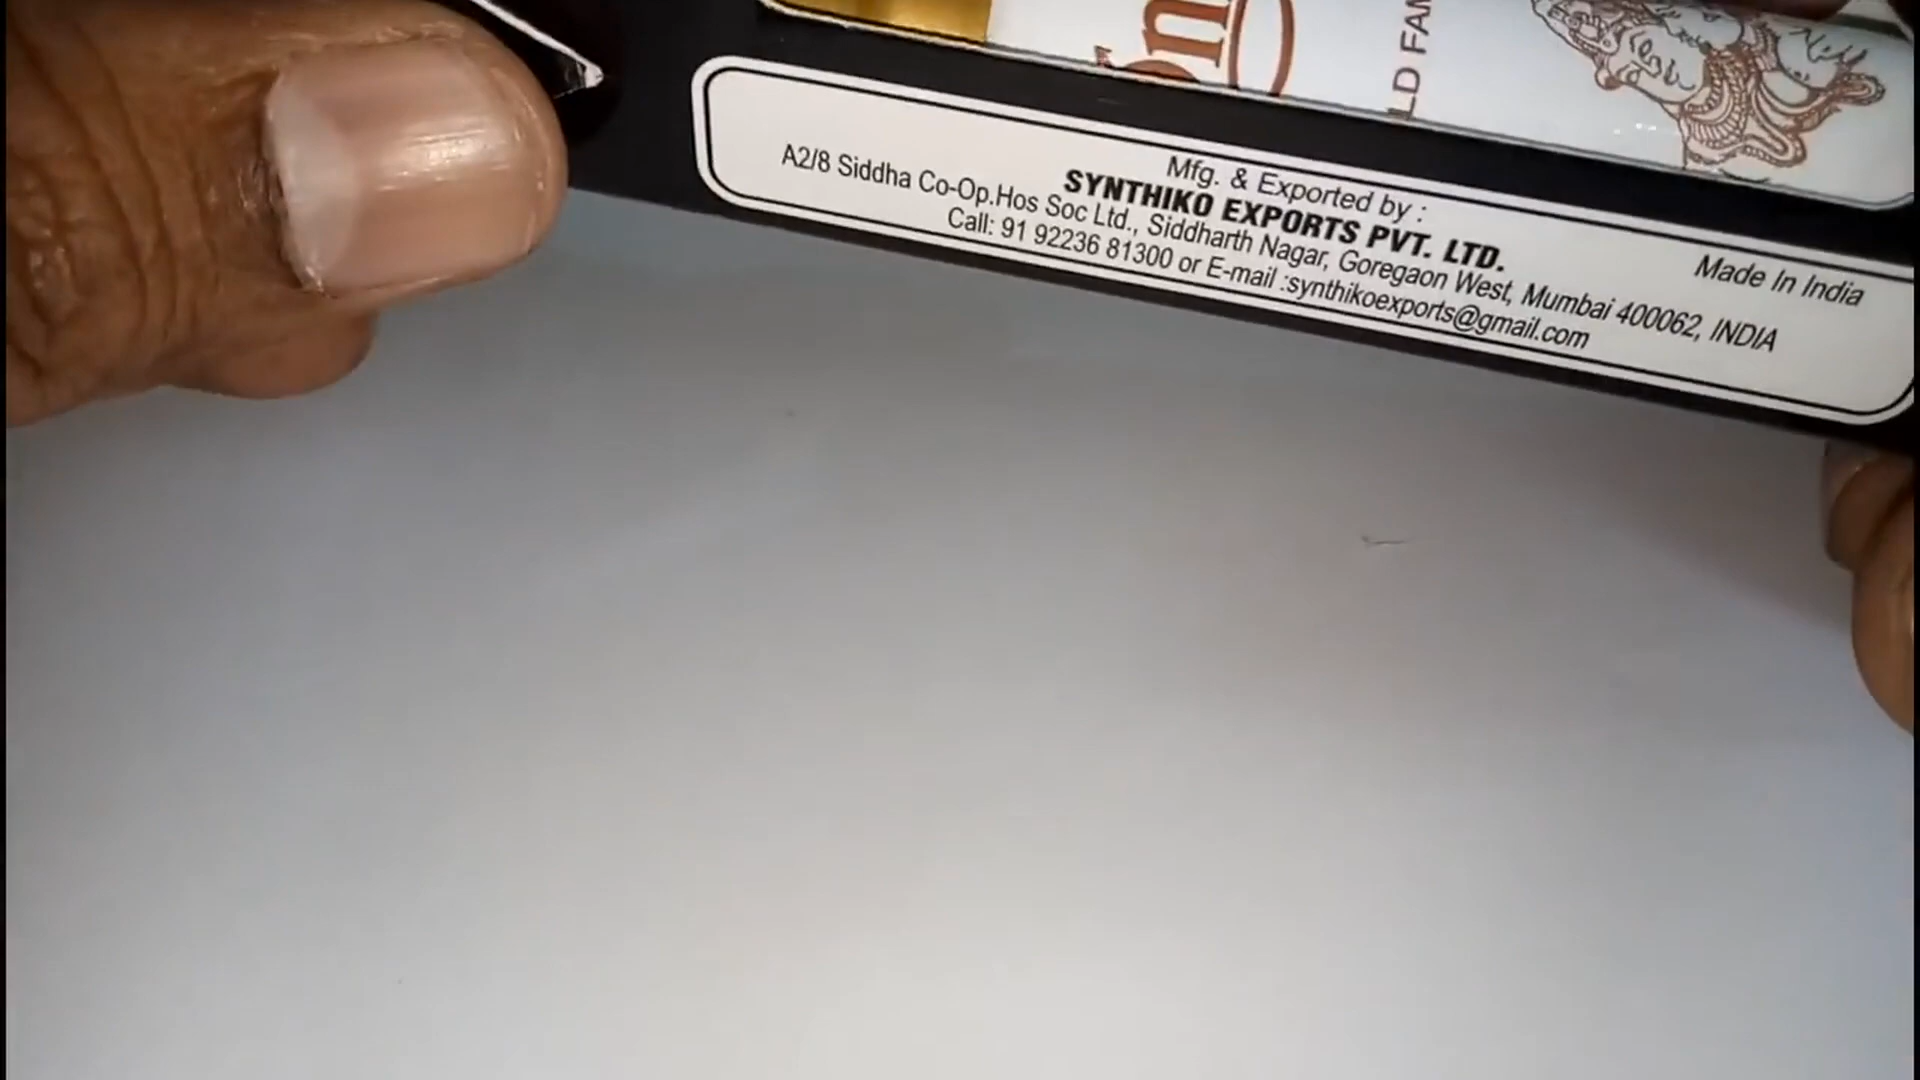 on
LD FAM
Mfg. & Exported by :
SYNTHIKO EXPORTS PVT. LTD.
Made In India
A2/8 Siddha Co-Op.Hos Soc Ltd., Siddharth Nagar, Goregaon West, Mumbai 400062, INDIA
Call: 91 92236 81300 or E-mail :synthikoexports@gmail.com